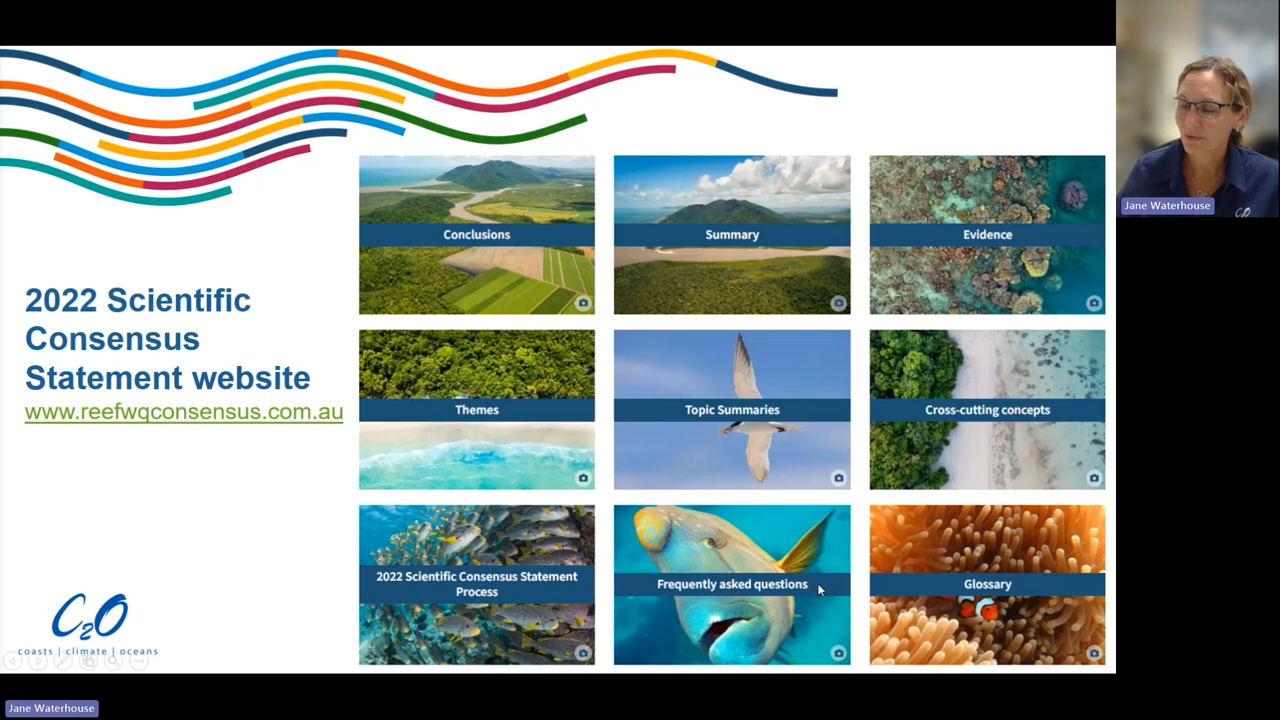 Jane Waterhouse
2022 Scientific
Consensus
Statement website
www.reefwqconsensus.com.au
Conclusions
Summary
Evidence
Themes
Topic Summaries
Cross-cutting concepts
2022 Scientific Consensus Statement
Process
Frequently asked questions
Glossary
C2O
coasts | climate | oceans
Jane Waterhouse